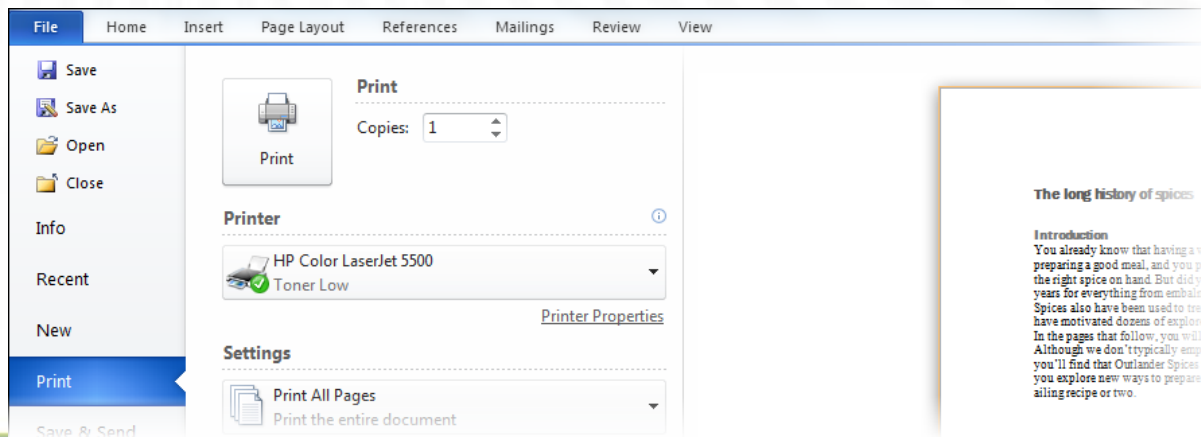 File Home Insert Page Layout References Mailings Review View
Save
Save As
Open
Close
Info
Recent
New
Print
Save & Send
Print
Print
Copies: 1
Printer
HP Color LaserJet 5500
Toner Low
Printer Properties
Settings
Print All Pages
Print the entire document
The long history of spices
Introduction
You already know that having a
preparing a good meal, and you
the right spice on hand. But did
years for everything from
Spices also have been used to
have motivated dozens of
In the pages that follow, you will
Although we don't typically
you'll find that Outlander Spices
you explore new ways to prepare
ailing recipe or two.